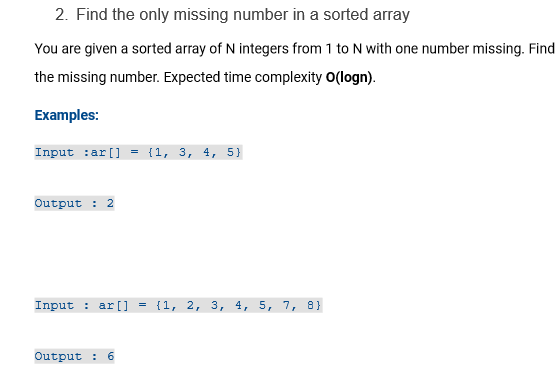 2. Find the only missing number in a sorted array
You are given a sorted array of N integers from 1 to N with one number missing. Find
the missing number. Expected time complexity O(logn).
Examples:
Input :ar[] = {1, 3, 4, 5}
Output : 2
Input : ar[] = {1, 2, 3, 4, 5, 7, 8}
Output : 6